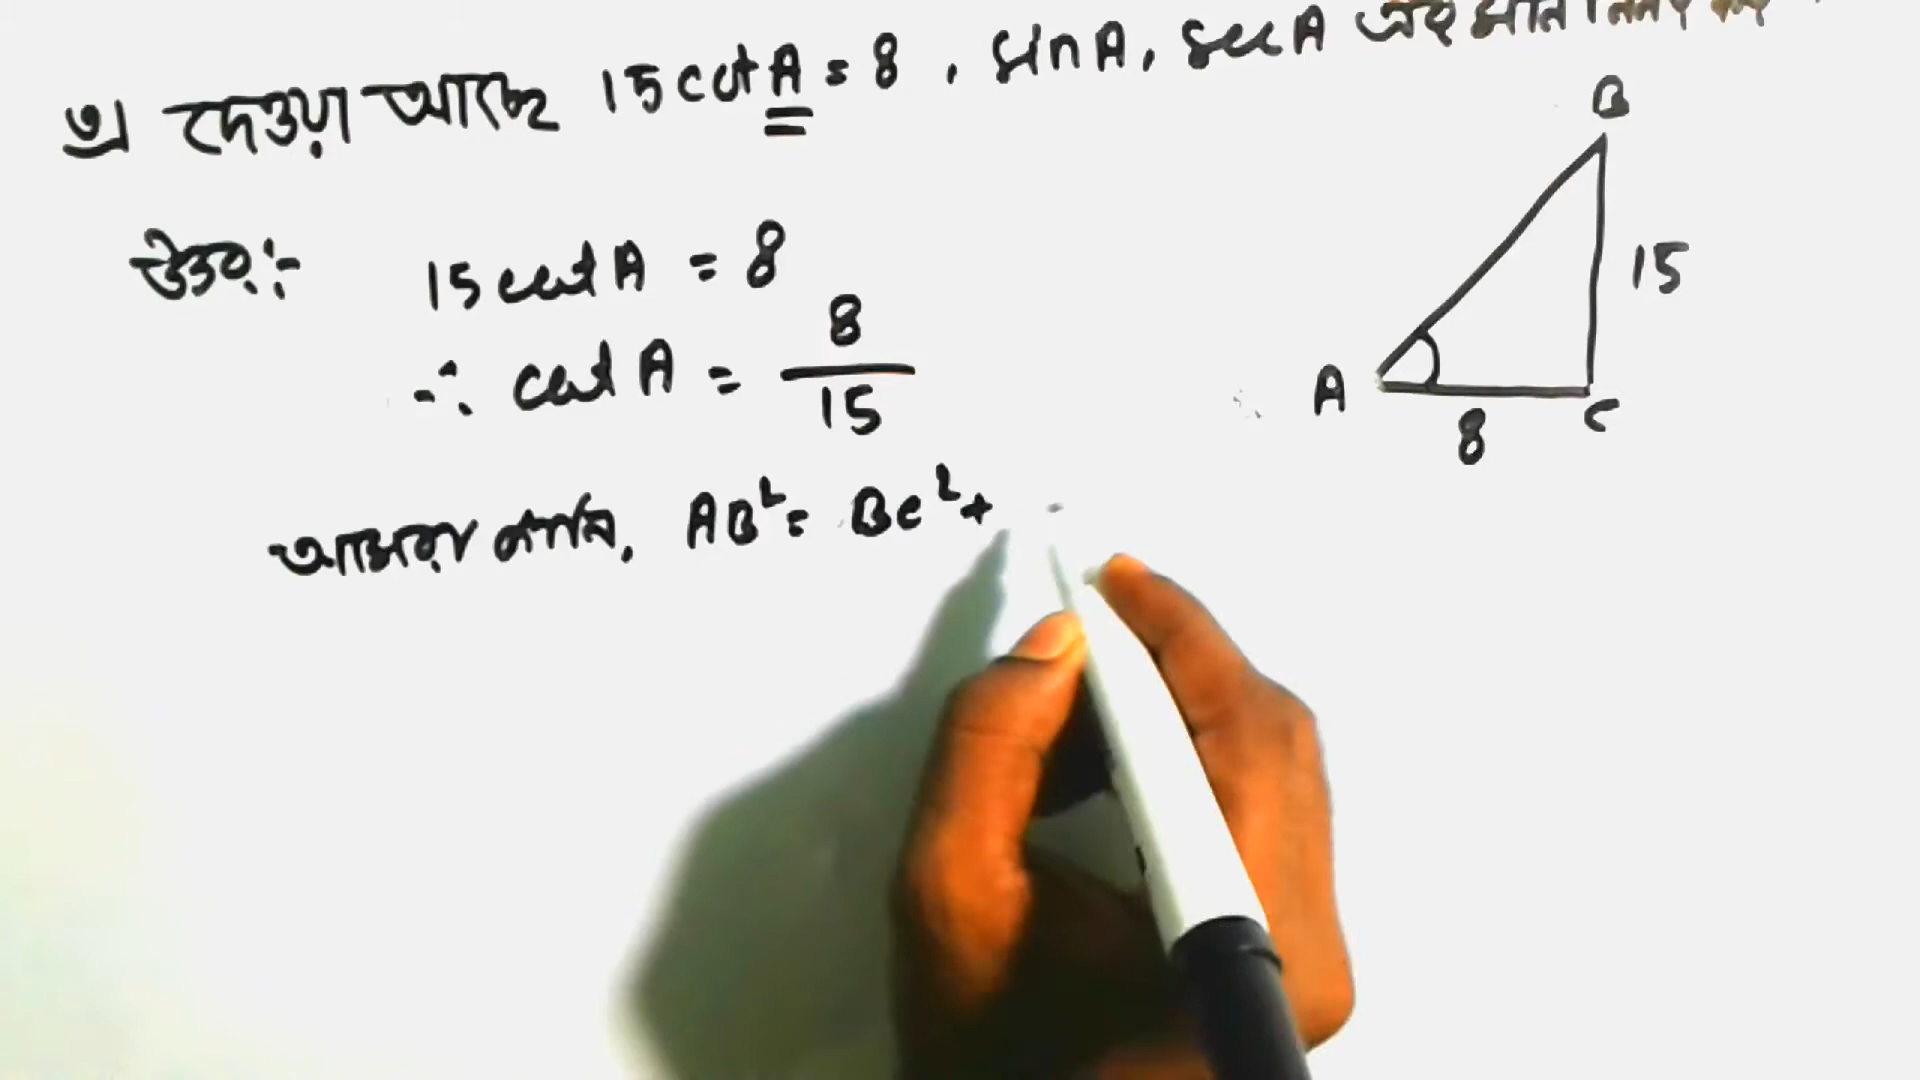 প্র দেওয়া আছে 15 cot A = 8, sin A, sec A এর মান নির্ণয় কর
B
উত্তর:- 15 cot A = 8
15
∴ cot A = 8/15
A
8
C
আমরা জানি, AB² = BC² +